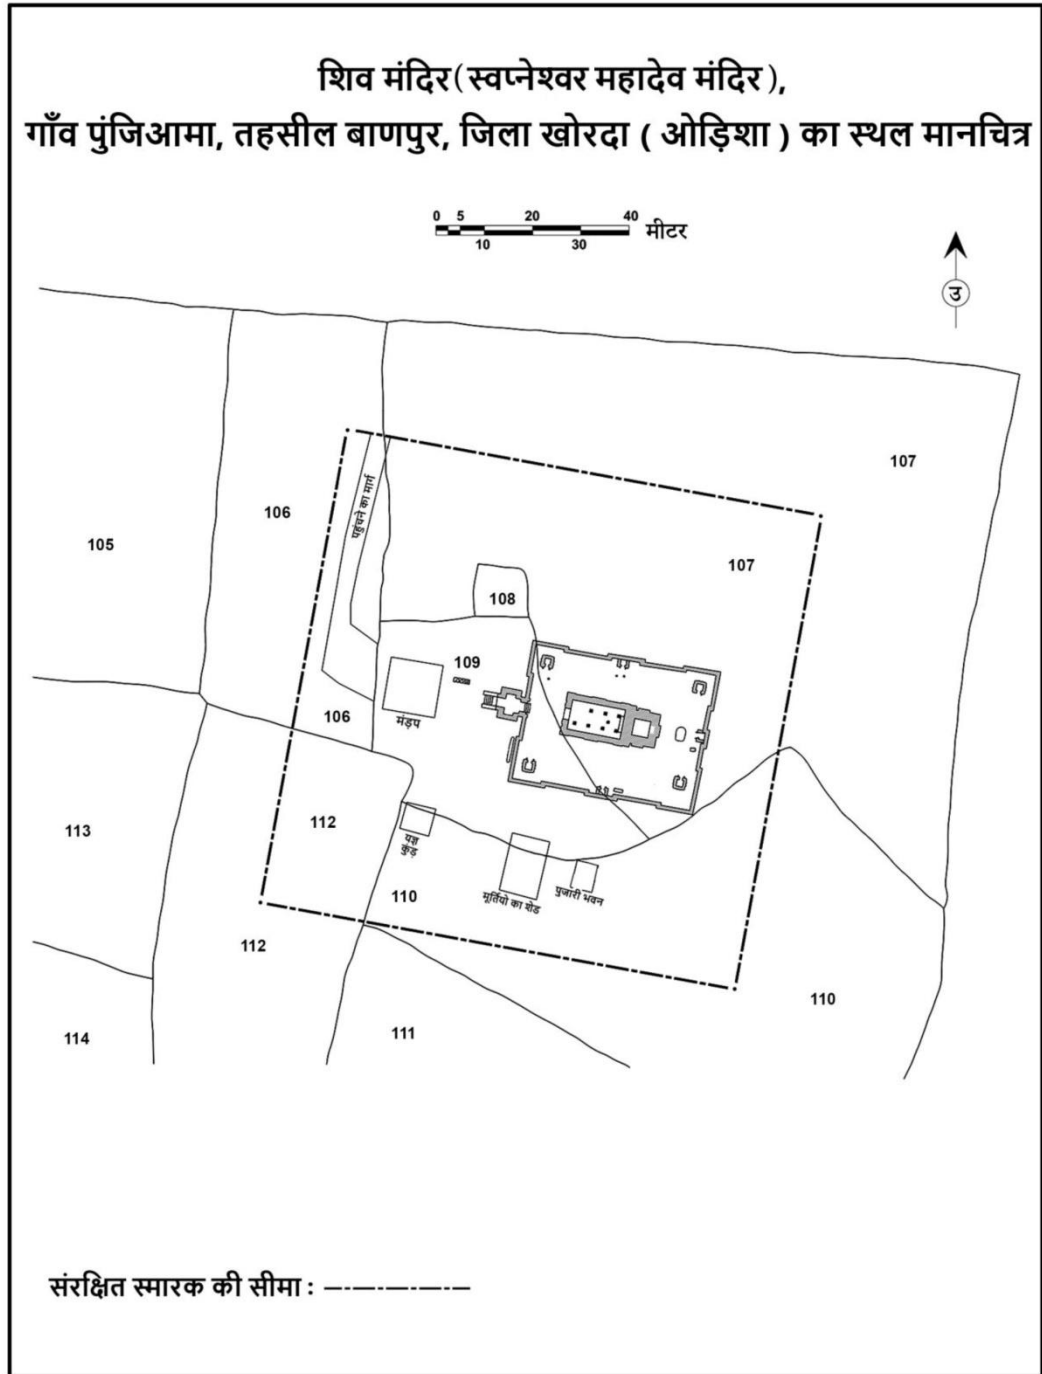 शिव मंदिर(स्वप्नेश्वर महादेव मंदिर),
गाँव पुंजिआमा, तहसील बाणपुर, जिला खोरदा ( ओड़िशा ) का स्थल मानचित्र
0 5 20 40
मीटर
10 30
उ
107
106
पहुंचने का मार्ग
105
107
108
109
106
मंड़प
113
112
यज्ञ
कुंड़
110
मूर्तियो का शेड
पुजारी भवन
112
110
114
111
संरक्षित स्मारक की सीमा :